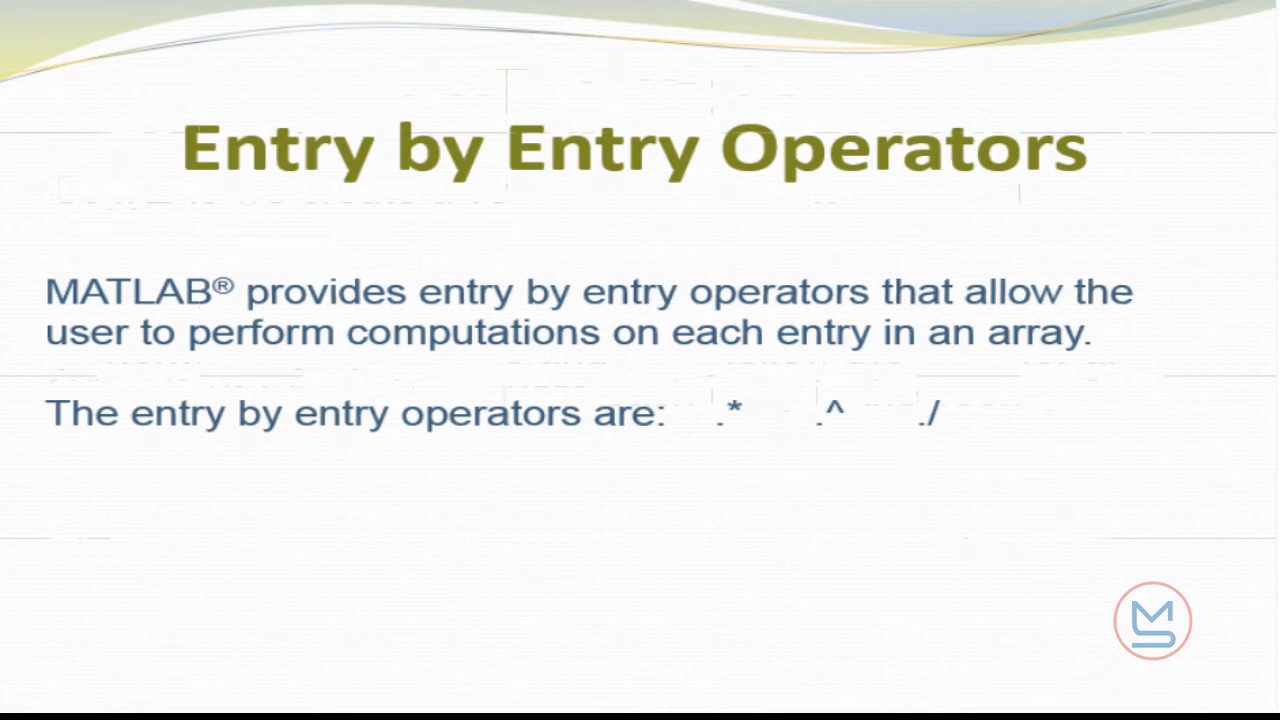 Entry by Entry Operators
MATLAB® provides entry by entry operators that allow the
user to perform computations on each entry in an array.
The entry by entry operators are: .* .^ ./
MS